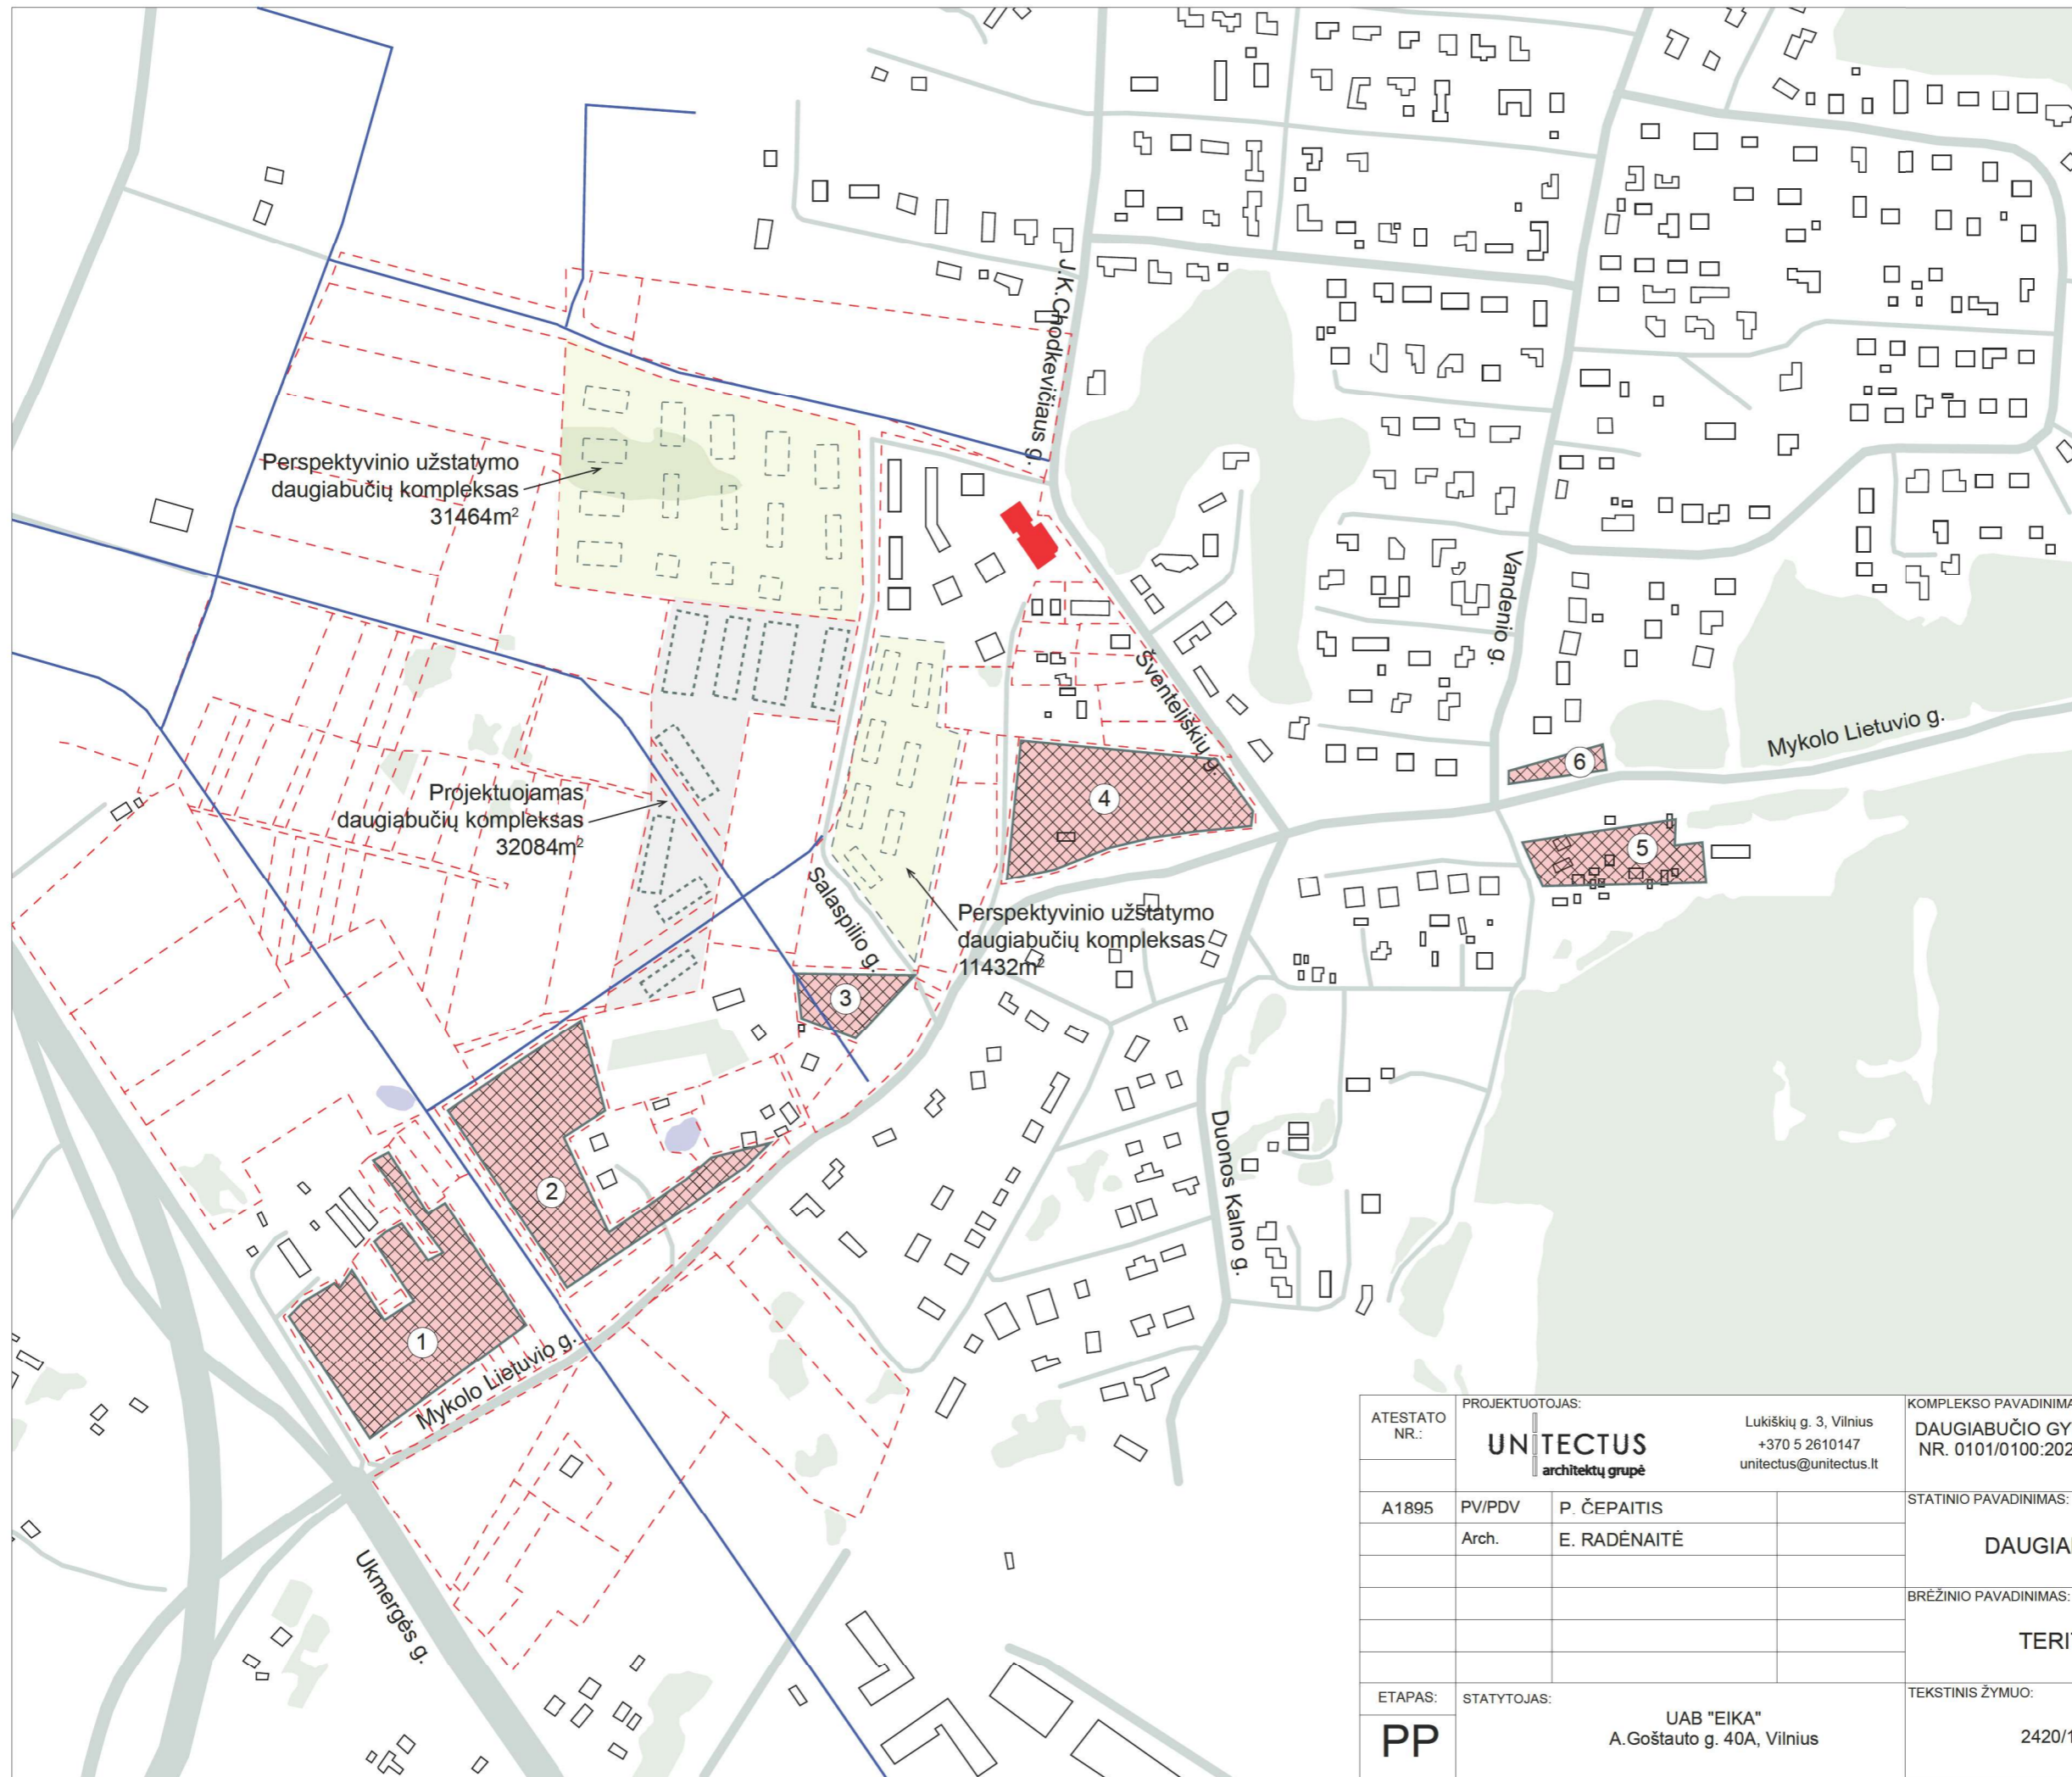 J.K.Chodkevičiaus g.
Perspektyvinio užstatymo
daugiabučių kompleksas
31464m²
Vandenio g.
Šventeliškių g.
Mykolo Lietuvio g.
6
Projektuojamas
daugiabučių kompleksas
32084m²
4
5
Salaspilio g.
Perspektyvinio užstatymo
daugiabučių kompleksas
11432m²
3
Duonos Kalno g.
2
1
Mykolo Lietuvio g.
Ukmergės g.
ATESTATO
NR.:
PROJEKTUOTOJAS:
UNITECTUS
architektų grupė
Lukiškių g. 3, Vilnius
+370 5 2610147
unitectus@unitectus.lt
KOMPLEKSO PAVADINIMA
DAUGIABUČIO GY
NR. 0101/0100:202
A1895 PV/PDV P. ČEPAITIS
Arch. E. RADĖNAITĖ
STATINIO PAVADINIMAS:
DAUGIA
BRĖŽINIO PAVADINIMAS:
TERI
ETAPAS:
PP
STATYTOJAS:
UAB "EIKA"
A.Goštauto g. 40A, Vilnius
TEKSTINIS ŽYMUO:
2420/1